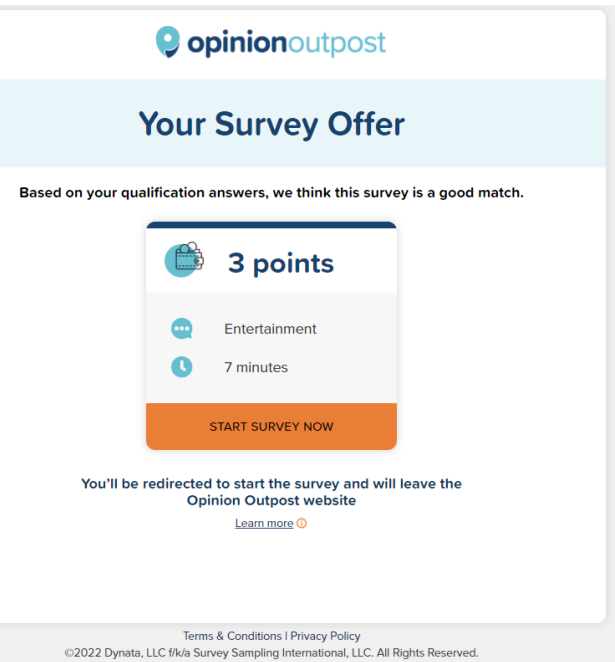 opinionoutpost
Your Survey Offer
Based on your qualification answers, we think this survey is a good match.
3 points
Entertainment
7 minutes
START SURVEY NOW
You'll be redirected to start the survey and will leave the
Opinion Outpost website
Learn more
Terms & Conditions | Privacy Policy
©2022 Dynata, LLC f/k/a Survey Sampling International, LLC. All Rights Reserved.